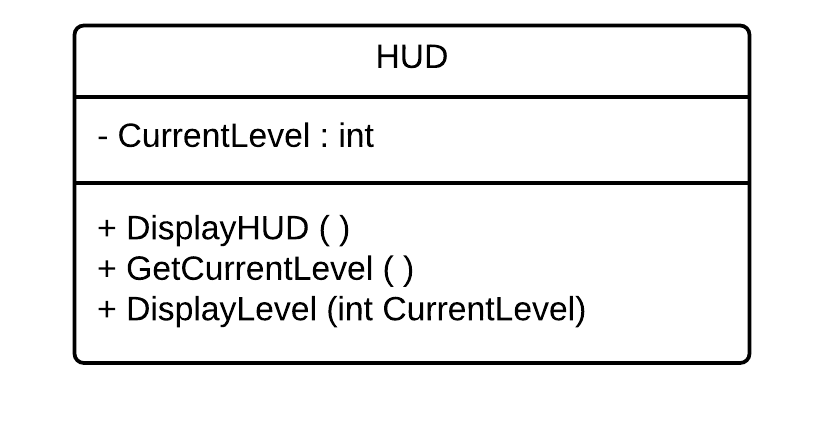 HUD
- CurrentLevel : int
+ DisplayHUD ( )
+ GetCurrentLevel ( )
+ DisplayLevel (int CurrentLevel)